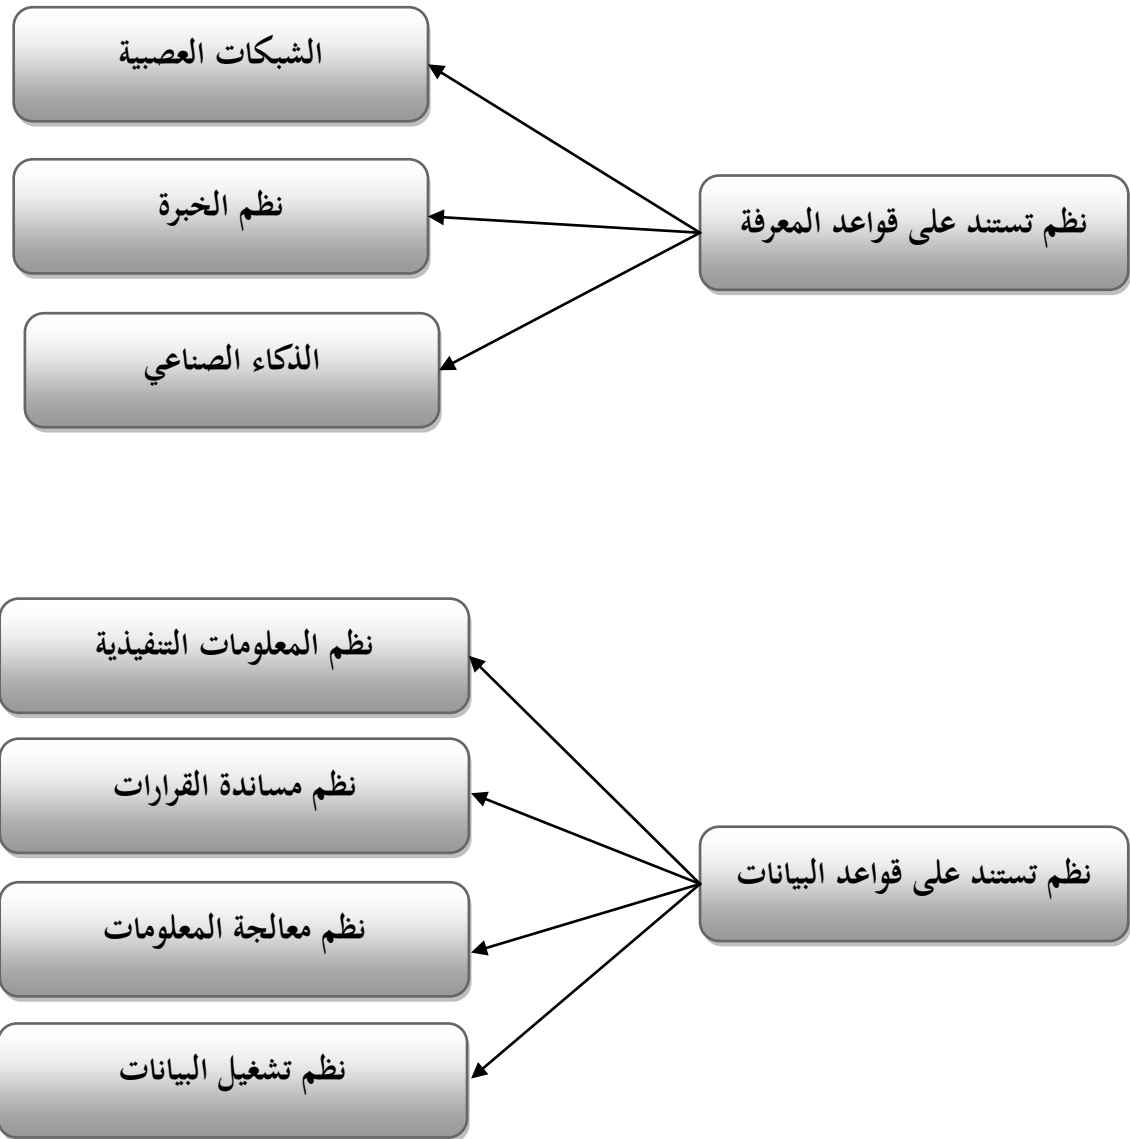 الشبكات العصبية
نظم الخبرة
نظم تستند على قواعد المعرفة
الذكاء الصناعي
نظم المعلومات التنفيذية
نظم مساندة القرارات
نظم تستند على قواعد البيانات
نظم معالجة المعلومات
نظم تشغيل البيانات